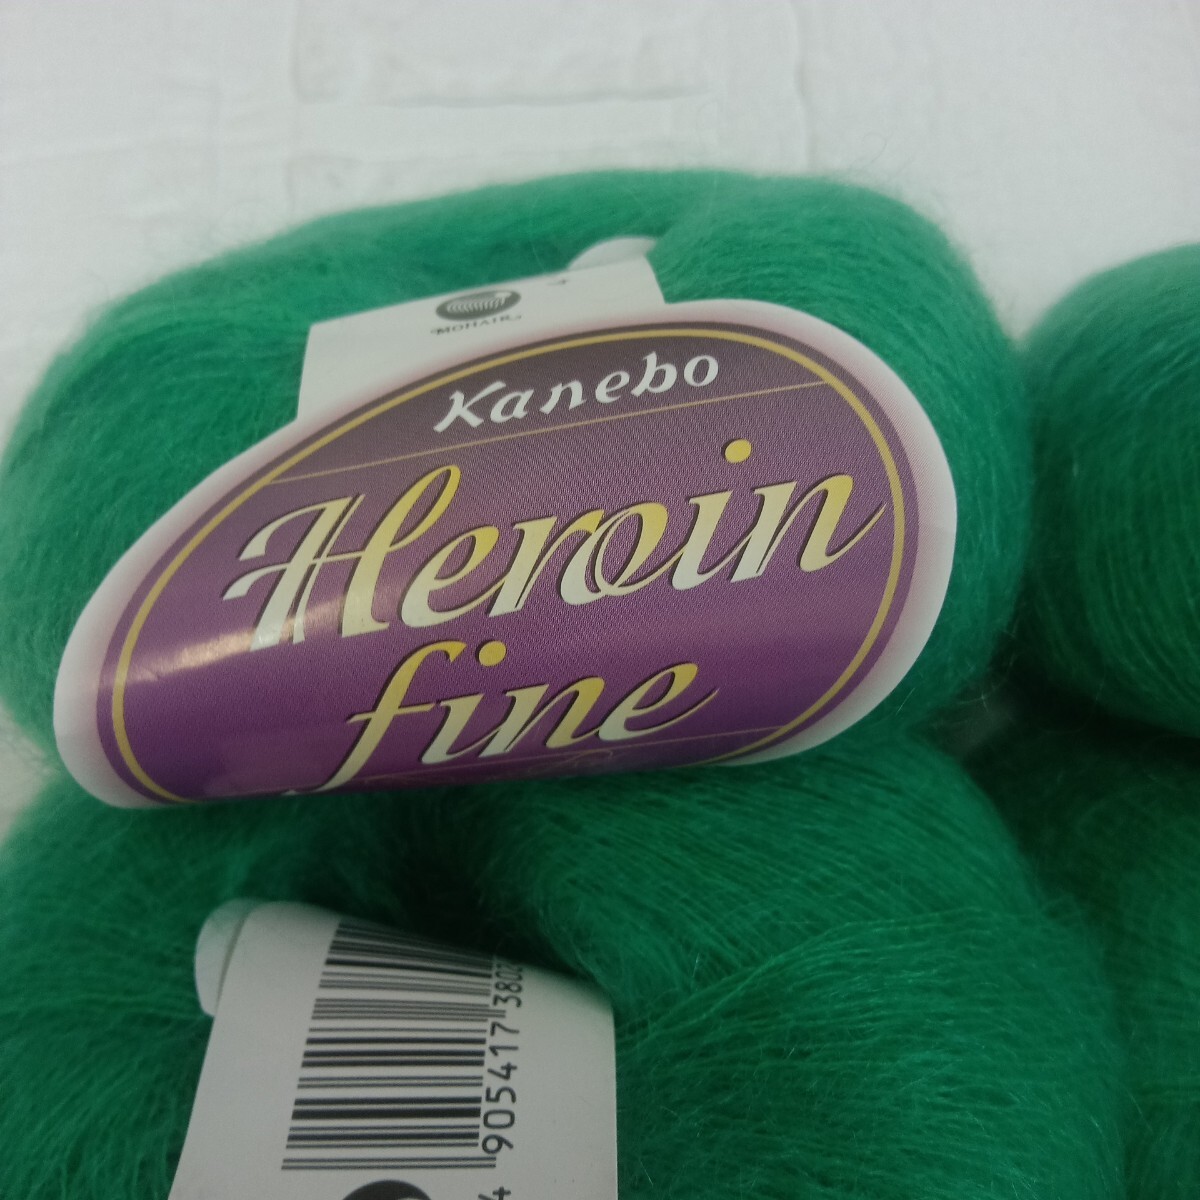 MOHAIR
Kanebo
Heroin
fine
4 905417 3802